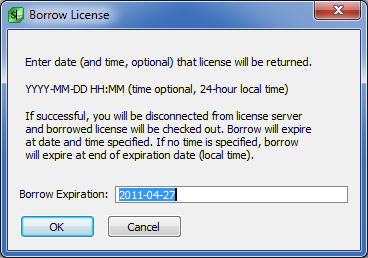 Borrow License
Enter date (and time, optional) that license will be returned.
YYYY-MM-DD HH:MM (time optional, 24-hour local time)
If successful, you will be disconnected from license server
and borrowed license will be checked out. Borrow will expire
at date and time specified. If no time is specified, borrow
will expire at end of expiration date (local time).
Borrow Expiration: 2011-04-27
OK Cancel